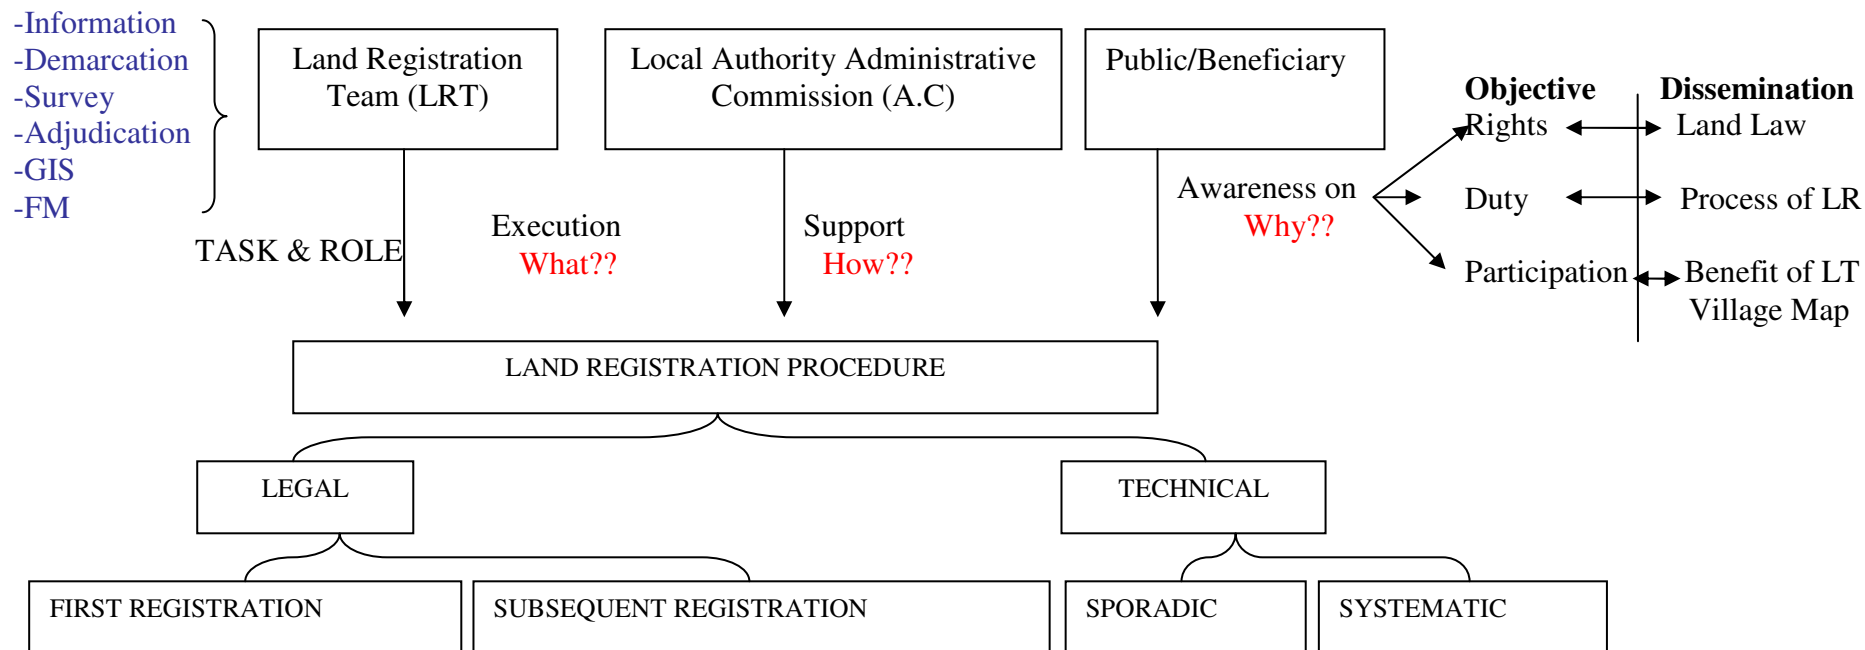 -Information
-Demarcation
-Survey
-Adjudication
-GIS
-FM
Land Registration
Team (LRT)
Local Authority Administrative
Commission (A.C)
Public/Beneficiary
Objective
Dissemination
Rights
Land Law
Duty
Process of LR
Participation
Benefit of LT
Village Map
Awareness on
Why??
TASK & ROLE
Execution
What??
Support
How??
LAND REGISTRATION PROCEDURE
LEGAL
TECHNICAL
FIRST REGISTRATION
SUBSEQUENT REGISTRATION
SPORADIC
SYSTEMATIC